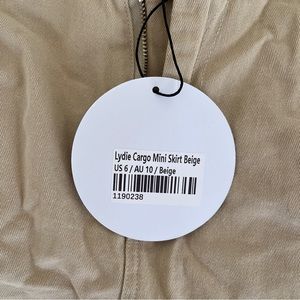 Lydie Cargo Mini Skirt Beige
US 6 / AU 10 / Beige
1190238